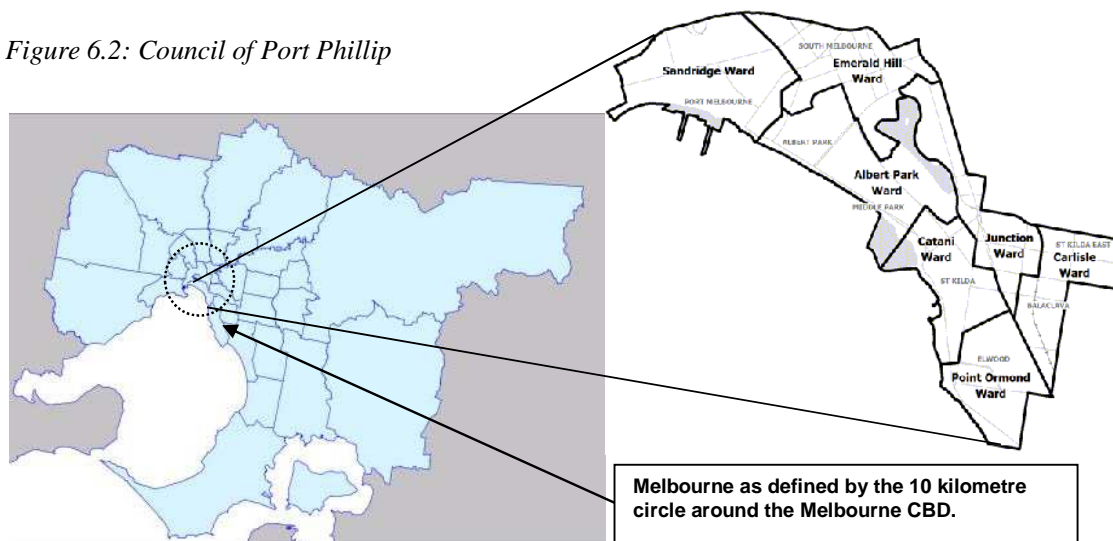 Figure 6.2: Council of Port Phillip
SOUTH MELBOURNE
Sandridge Ward
Emerald Hill
Ward
PORT MELBOURNE
ALBERT PARK
Albert Park
Ward
MIDDLE PARK
Catani
Ward
Junction
Ward
ST KILDA EAST
Carlisle
Ward
ST KILDA
BALACLAVA
ELWOOD
Point Ormond
Ward
Melbourne as defined by the 10 kilometre
circle around the Melbourne CBD.